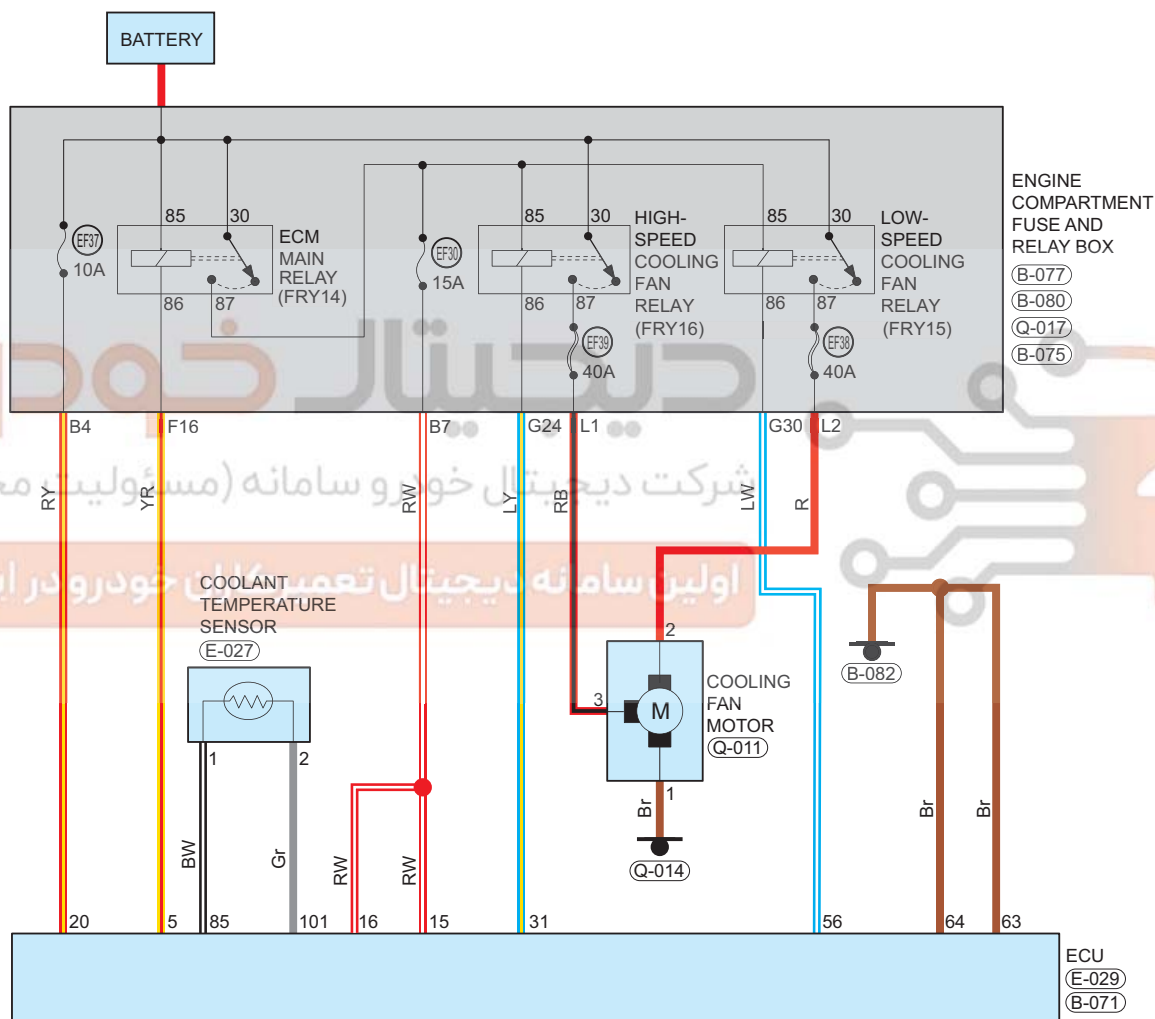 BATTERY
ENGINE
COMPARTMENT
FUSE AND
RELAY BOX
B-077
B-080
Q-017
B-075
85
30
ECM
MAIN
RELAY
(FRY14)
86
87
EF37
10A
EF30
15A
85
30
HIGH-
SPEED
COOLING
FAN
RELAY
(FRY16)
86
87
EF39
40A
85
30
LOW-
SPEED
COOLING
FAN
RELAY
(FRY15)
86
87
EF38
40A
دیجیتال خودر
B4
F16
B7
G24
L1
G30
L2
شرکت دیجیتال خودرو سامانه (مسئولیت
RY
YR
RW
LY
RB
LW
R
اولین سامانه دیجیتال تعمیرکاران خودرو در
COOLANT
TEMPERATURE
SENSOR
E-027
1
2
2
3
M
1
COOLING
FAN
MOTOR
Q-011
B-082
BW
Gr
RW
RW
Br
Q-014
Br
Br
20
5
85
101
16
15
31
56
64
63
ECU
E-029
B-071